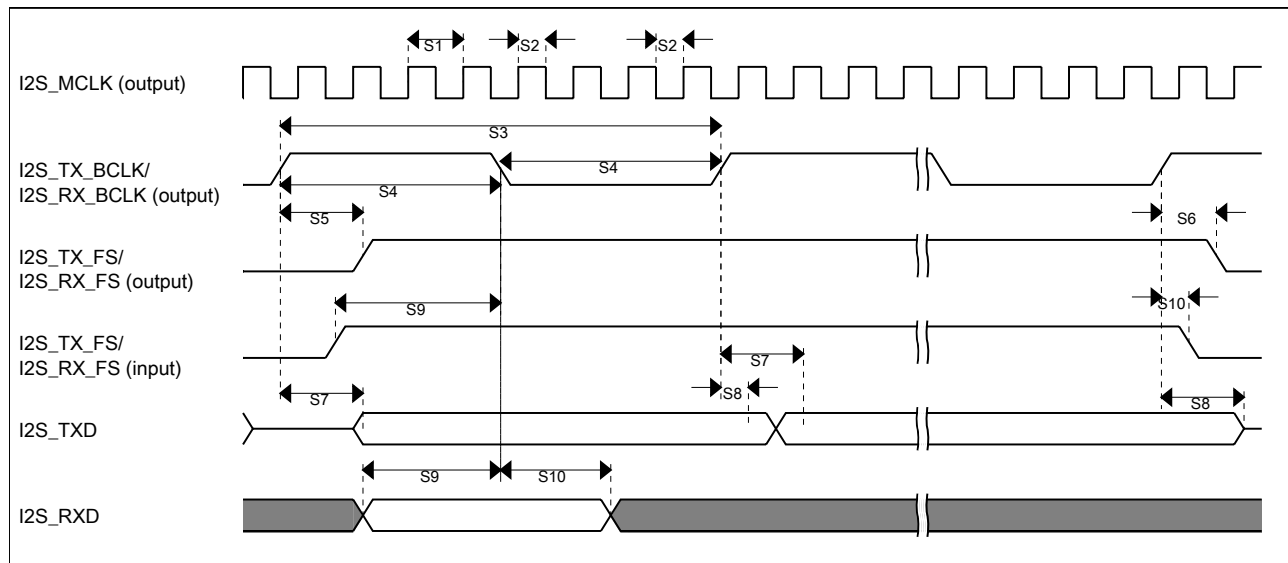 S1
S2
S2
I2S_MCLK (output)
S3
I2S_TX_BCLK/
I2S_RX_BCLK (output)
S4
S4
S5
S6
I2S_TX_FS/
I2S_RX_FS (output)
S9
S10
I2S_TX_FS/
I2S_RX_FS (input)
S7
S7
S8
S8
I2S_TXD
S9
S10
I2S_RXD